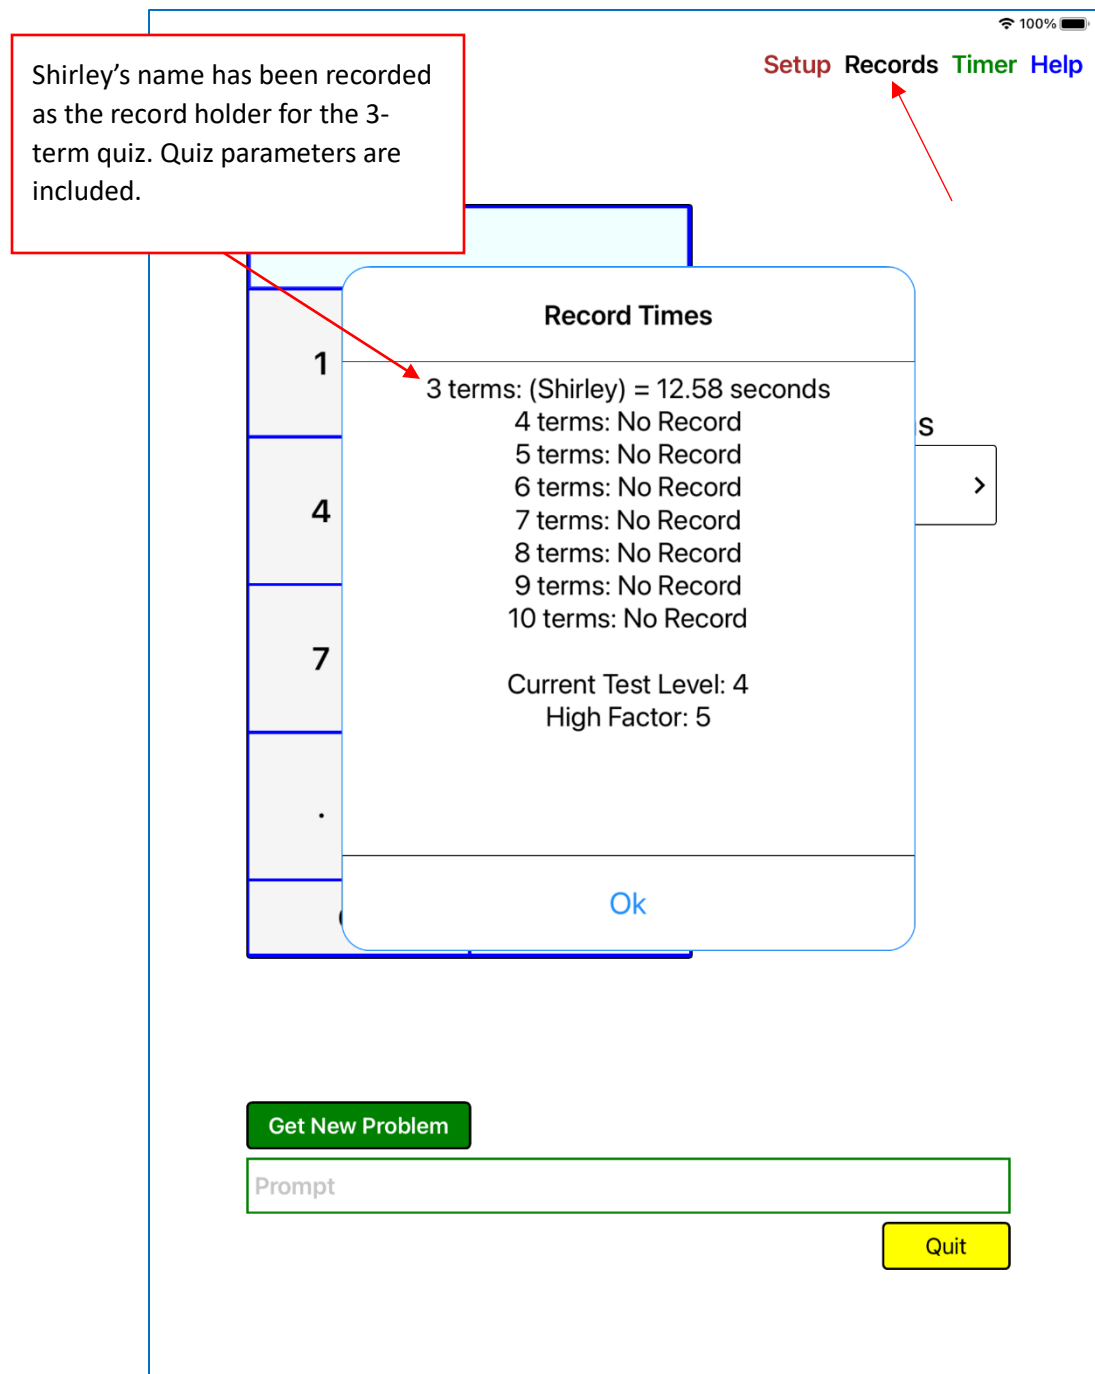 100%
Setup Records Timer Help
Shirley’s name has been recorded
as the record holder for the 3-
term quiz. Quiz parameters are
included.
Record Times
3 terms: (Shirley) = 12.58 seconds
4 terms: No Record
5 terms: No Record
6 terms: No Record
7 terms: No Record
8 terms: No Record
9 terms: No Record
10 terms: No Record
Current Test Level: 4
High Factor: 5
Ok
1
4
7
.
s
>
Get New Problem
Prompt
Quit